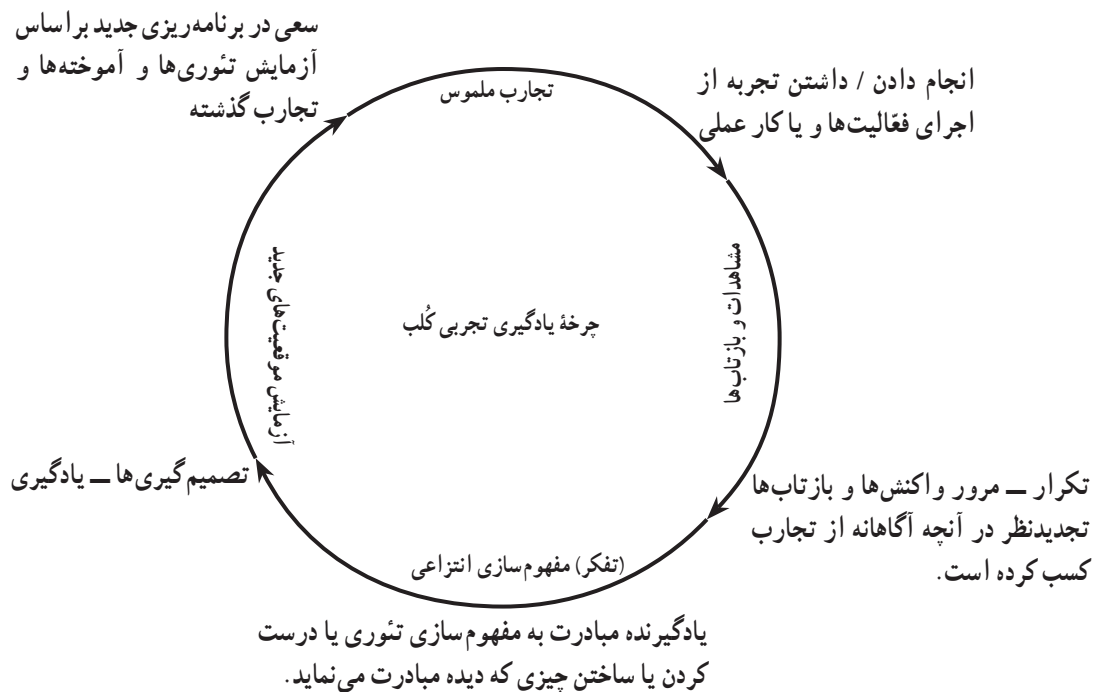 سعی در برنامه‌ریزی جدید براساس
آزمایش تئوری‌ها و آموخته‌ها و
تجارب گذشته
تجارب ملموس
انجام دادن / داشتن تجربه از
اجرای فعّالیت‌ها و یا کار عملی
مشاهدات و بازتاب‌ها
آزمایش موقعیت‌های جدید
چرخهٔ یادگیری تجربی کُلب
تکرار ــ مرور واکنش‌ها و بازتاب‌ها
تجدیدنظر در آنچه آگاهانه از تجارب
کسب کرده است.
تصمیم‌گیری‌ها ــ یادگیری
(تفکر) مفهوم‌سازی انتزاعی
یادگیرنده مبادرت به مفهوم‌سازی تئوری یا درست
کردن یا ساختن چیزی که دیده مبادرت می‌نماید.